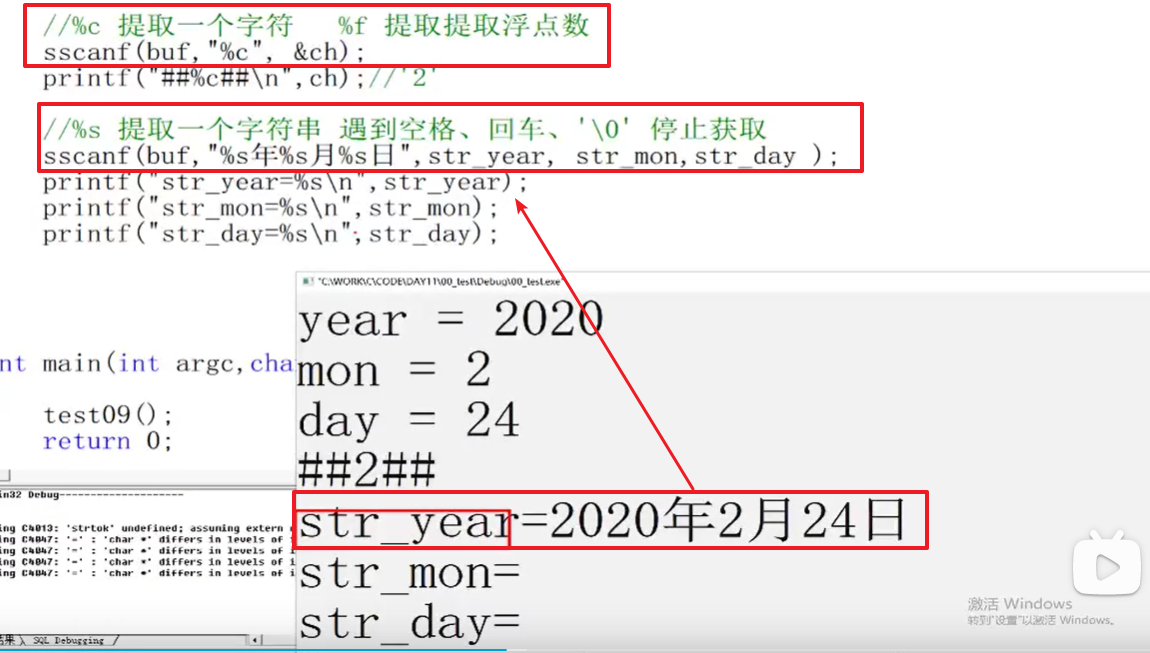 //%c 提取一个字符   %f 提取提取浮点数
sscanf(buf,"%c", &ch);
printf("##%c##\n",ch);//'2'
//%s 提取一个字符串 遇到空格、回车、'\0' 停止获取
sscanf(buf,"%s年%s月%s日",str_year, str_mon,str_day );
printf("str_year=%s\n",str_year);
printf("str_mon=%s\n",str_mon);
printf("str_day=%s\n",str_day);
nt main(int argc,cha
test09();
return 0;
"C:\WORK\C\CODE\DAY11\00_test\Debug\00_test.exe"
year = 2020
mon = 2
day = 24
##2##
str_year=2020年2月24日
str_mon=
str_day=
in32 Debug--------------------
ing C4013: 'strtok' undefined; assuming extern
ing C4047: '=' : 'char *' differs in levels of
ing C4047: '=' : 'char *' differs in levels of i
ing C4047: '=' : 'char *' differs in levels of i
ing C4047: '=' : 'char *' differs in levels of i
结果 \ SQL Debugging /
激活 Windows
转到"设置"以激活 Windows。